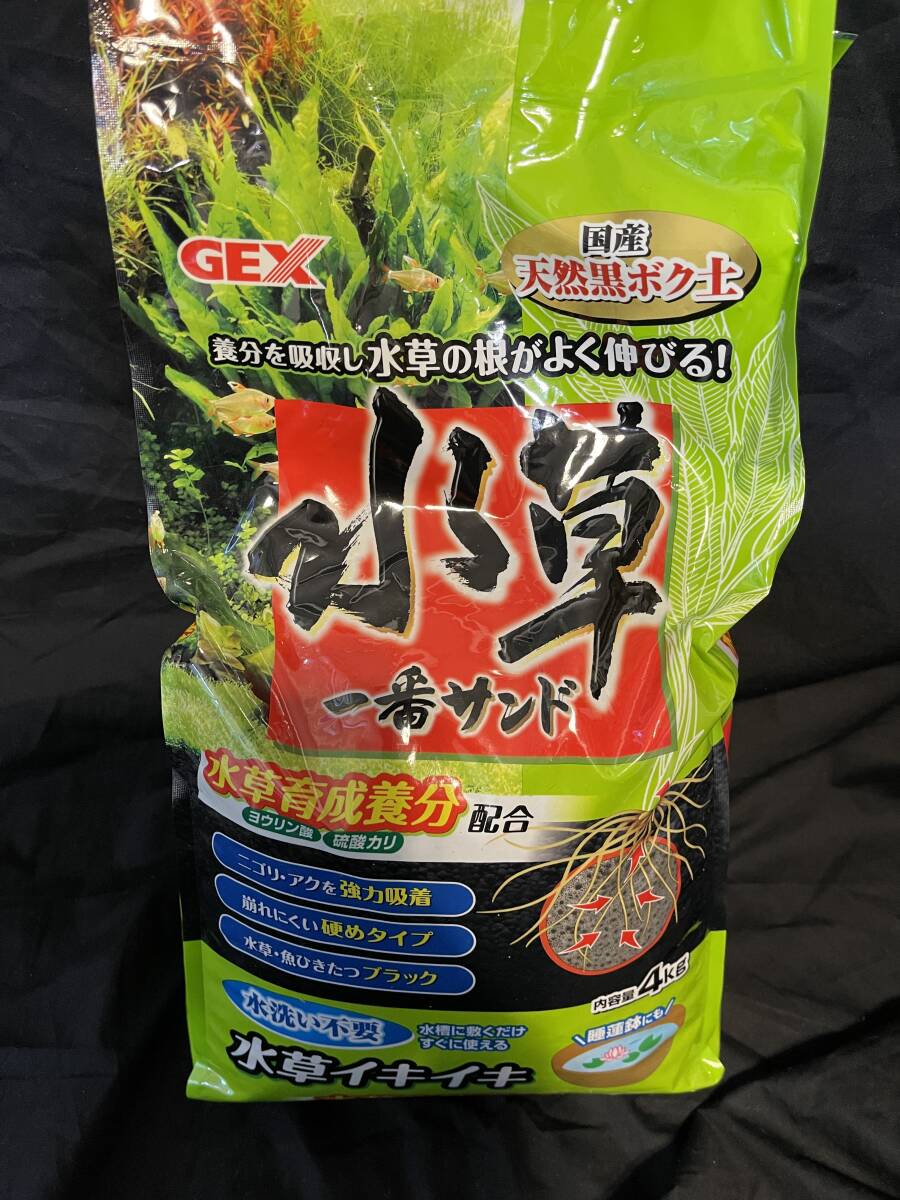 GEX
国産
天然黒ボク土
養分を吸収し水草の根がよく伸びる!
水草
一番サンド
水草育成養分配合
ヨウリン酸 硫酸カリ
ニゴリ・アクを強力吸着
崩れにくい硬めタイプ
水草・魚ひきたつブラック
内容量4kg
水洗い不要
水槽に敷くだけ
すぐに使える
睡蓮鉢にも
水草イキイキ